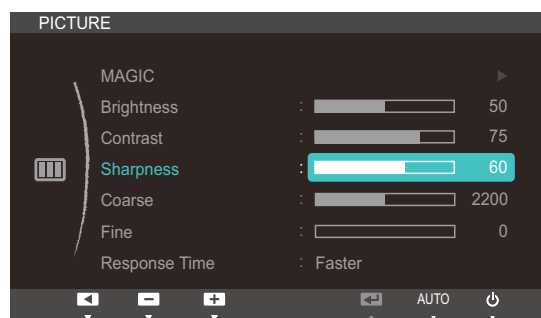 PICTURE
MAGIC
Brightness : 50
Contrast : 75
Sharpness : 60
Coarse : 2200
Fine : 0
Response Time : Faster
AUTO